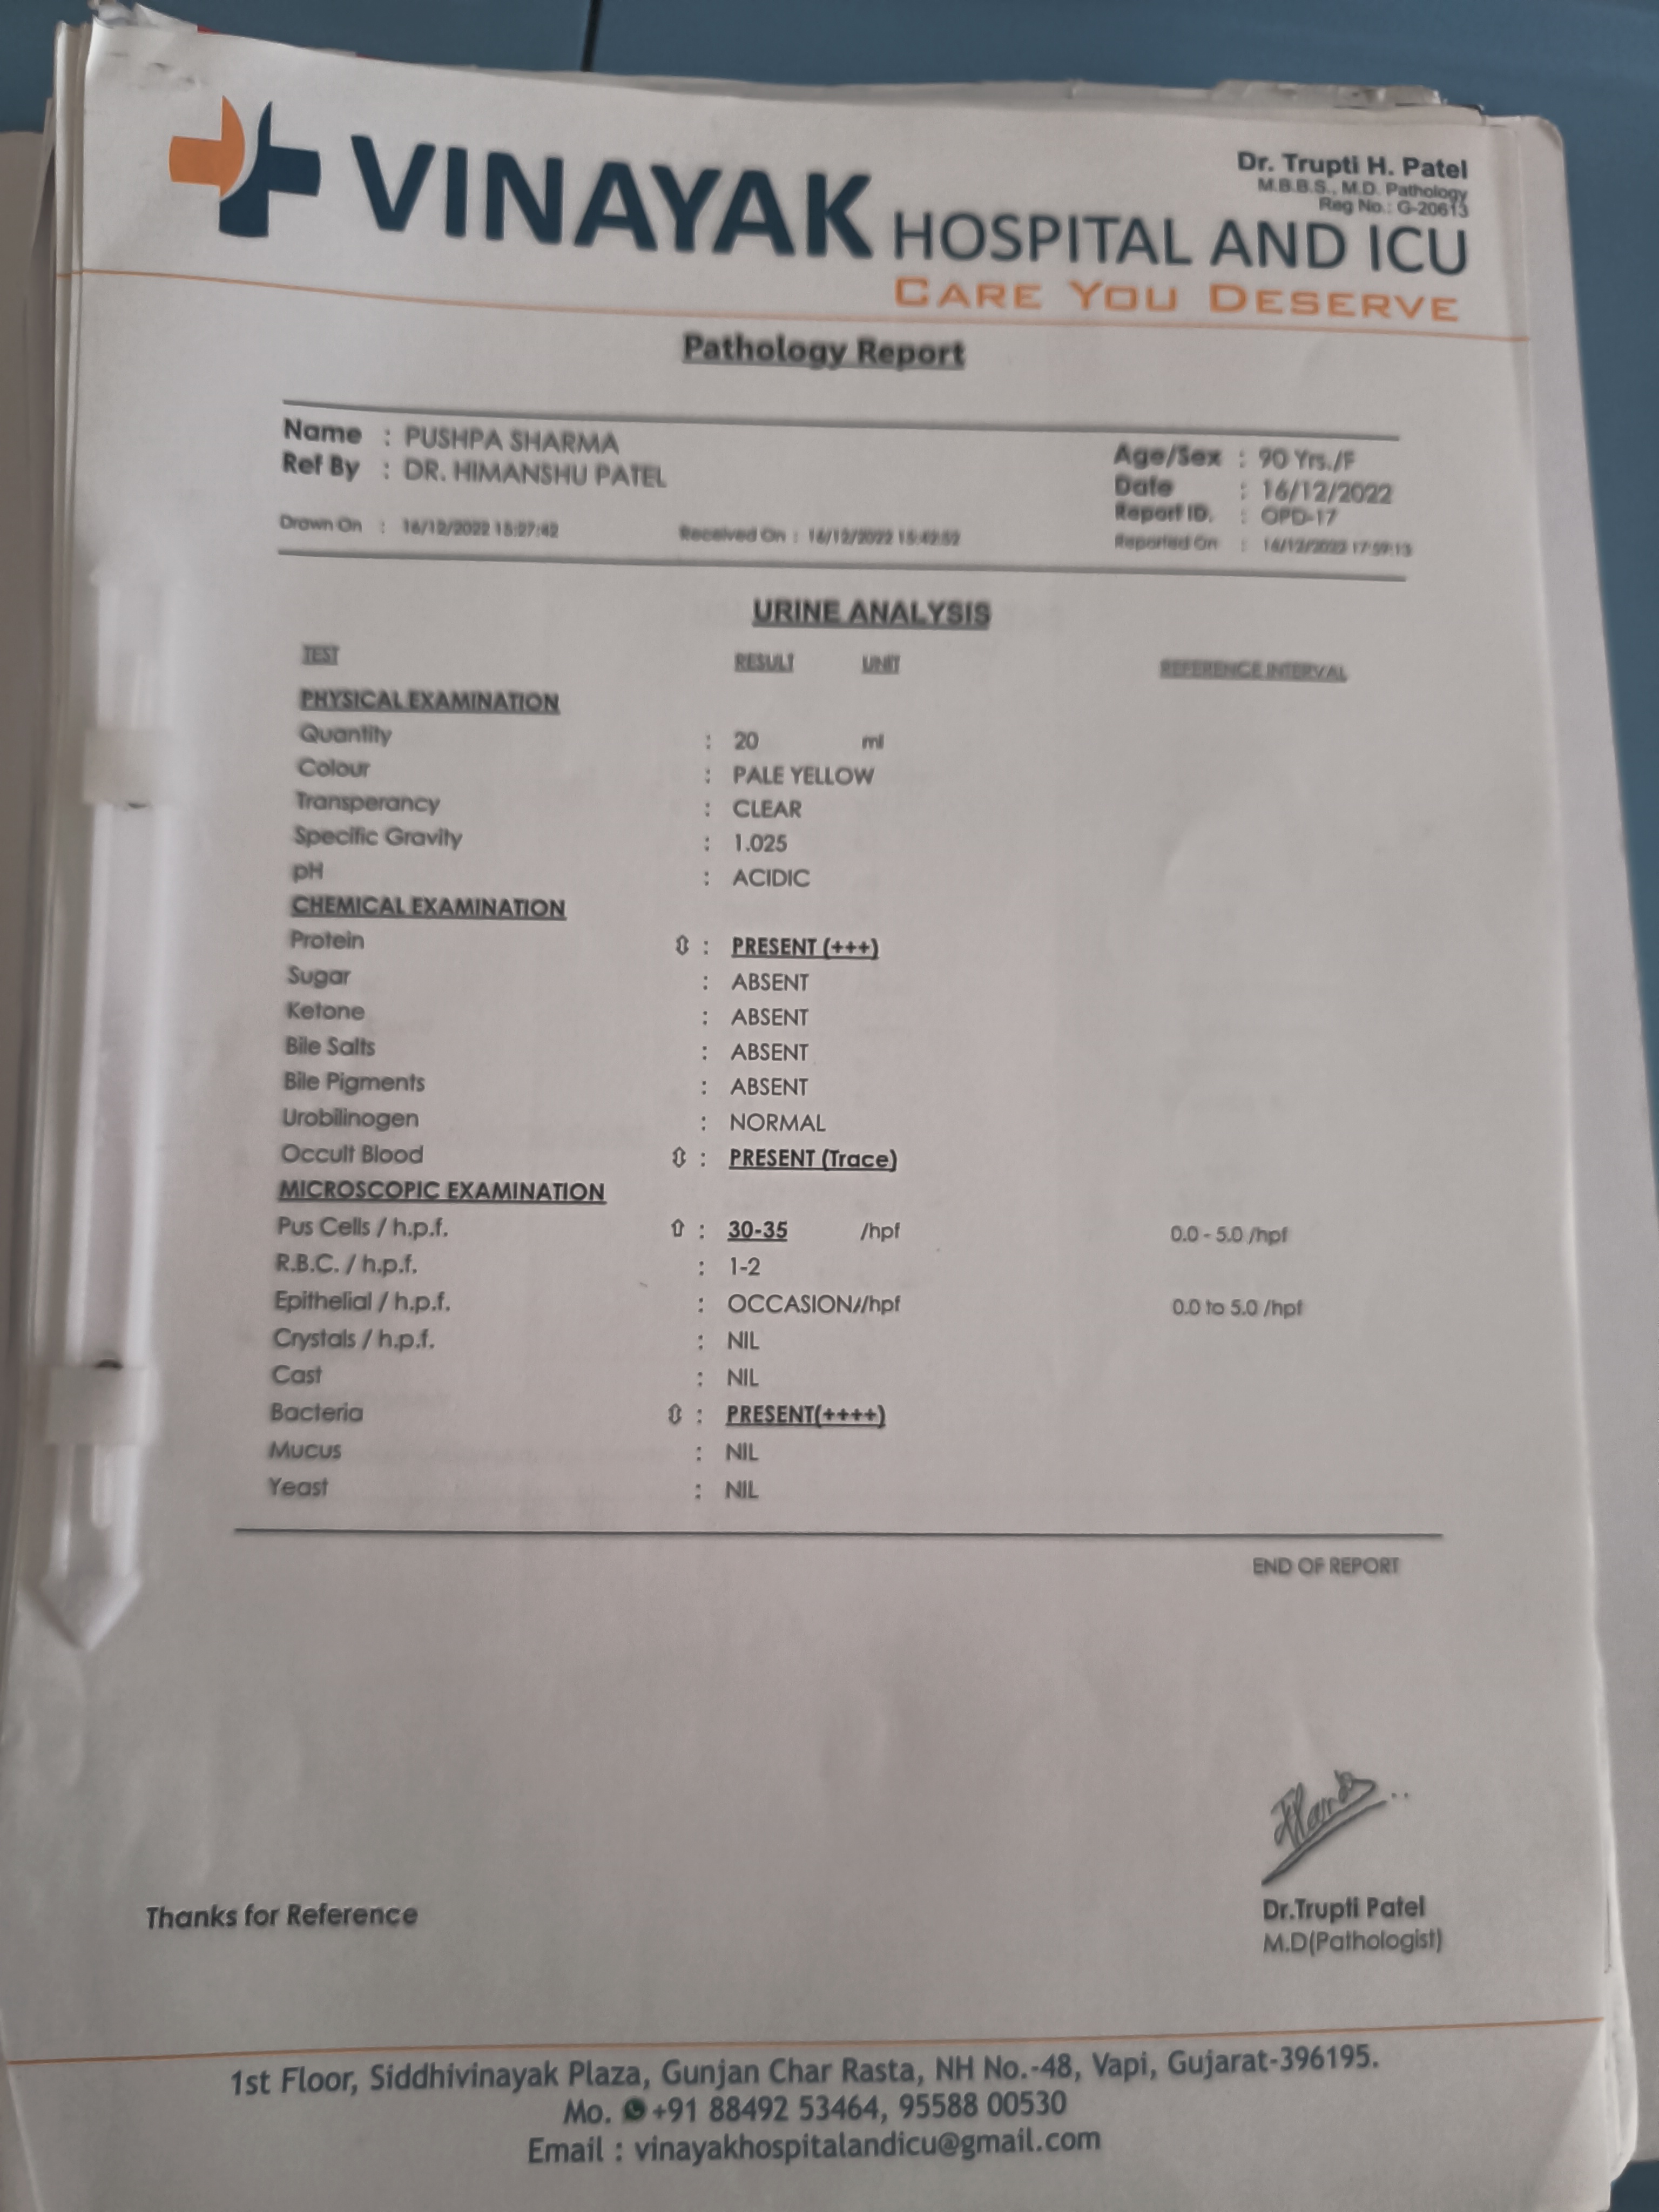 Dr. Trupti H. Patel
M.B.B.S., M.D. Pathology
Reg No.: G-20613
VINAYAK HOSPITAL AND ICU
CARE YOU DESERVE
Pathology Report
Name : PUSHPA SHARMA
Age/Sex : 90 Yrs./F
Ref By : DR. HIMANSHU PATEL
Date : 16/12/2022
Report ID. : OPD-17
Drawn On : 16/12/2022 15:27:42 Received On : 16/12/2022 15:42:52 Reported On : 16/12/2022 17:59:13
URINE ANALYSIS
TEST RESULT UNIT REFERENCE INTERVAL
PHYSICAL EXAMINATION
Quantity : 20 ml
Colour : PALE YELLOW
Transperancy : CLEAR
Specific Gravity : 1.025
pH : ACIDIC
CHEMICAL EXAMINATION
Protein ⇳ : PRESENT (+++)
Sugar : ABSENT
Ketone : ABSENT
Bile Salts : ABSENT
Bile Pigments : ABSENT
Urobilinogen : NORMAL
Occult Blood ⇳ : PRESENT (Trace)
MICROSCOPIC EXAMINATION
Pus Cells / h.p.f. ⇧ : 30-35 /hpf 0.0 - 5.0 /hpf
R.B.C. / h.p.f. : 1-2
Epithelial / h.p.f. : OCCASION//hpf 0.0 to 5.0 /hpf
Crystals / h.p.f. : NIL
Cast : NIL
Bacteria ⇳ : PRESENT(++++)
Mucus : NIL
Yeast : NIL
END OF REPORT
Thanks for Reference
Dr.Trupti Patel
M.D(Pathologist)
1st Floor, Siddhivinayak Plaza, Gunjan Char Rasta, NH No.-48, Vapi, Gujarat-396195.
Mo. +91 88492 53464, 95588 00530
Email : vinayakhospitalandicu@gmail.com